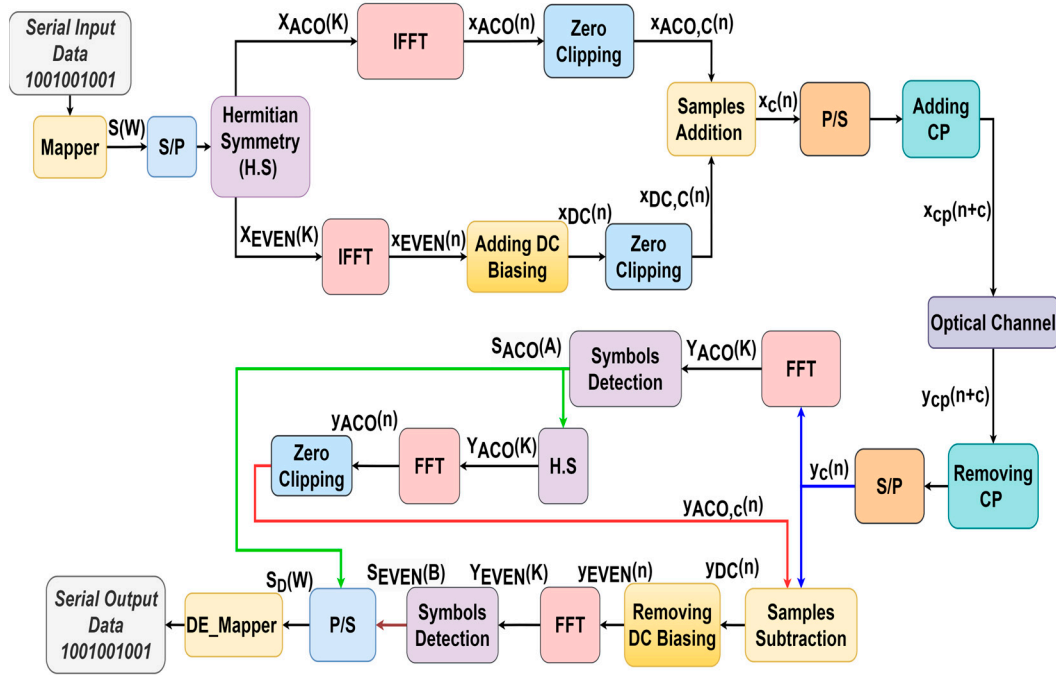 Serial Input
Data
1001001001
Mapper
S(W)
S/P
Hermitian
Symmetry
(H.S)
XACO(K)
IFFT
xACO(n)
Zero
Clipping
xACO,C(n)
XEVEN(K)
IFFT
xEVEN(n)
Adding DC
Biasing
xDC(n)
Zero
Clipping
xDC,C(n)
Samples
Addition
xC(n)
P/S
Adding
CP
xcp(n+c)
Optical Channel
ycp(n+c)
Removing
CP
S/P
yC(n)
FFT
YACO(K)
Symbols
Detection
SACO(A)
H.S
YACO(K)
FFT
yACO(n)
Zero
Clipping
yACO,c(n)
Samples
Subtraction
yDC(n)
Removing
DC Biasing
yEVEN(n)
FFT
YEVEN(K)
Symbols
Detection
SEVEN(B)
P/S
SD(W)
DE_Mapper
Serial Output
Data
1001001001